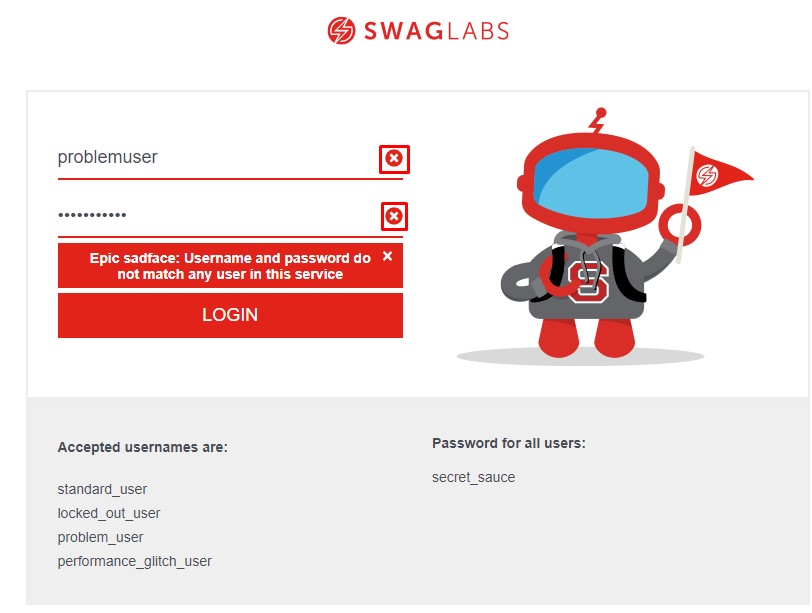 SWAGLABS
problemuser
•••••••••••
Epic sadface: Username and password do
not match any user in this service
LOGIN
S
Accepted usernames are:
standard_user
locked_out_user
problem_user
performance_glitch_user
Password for all users:
secret_sauce